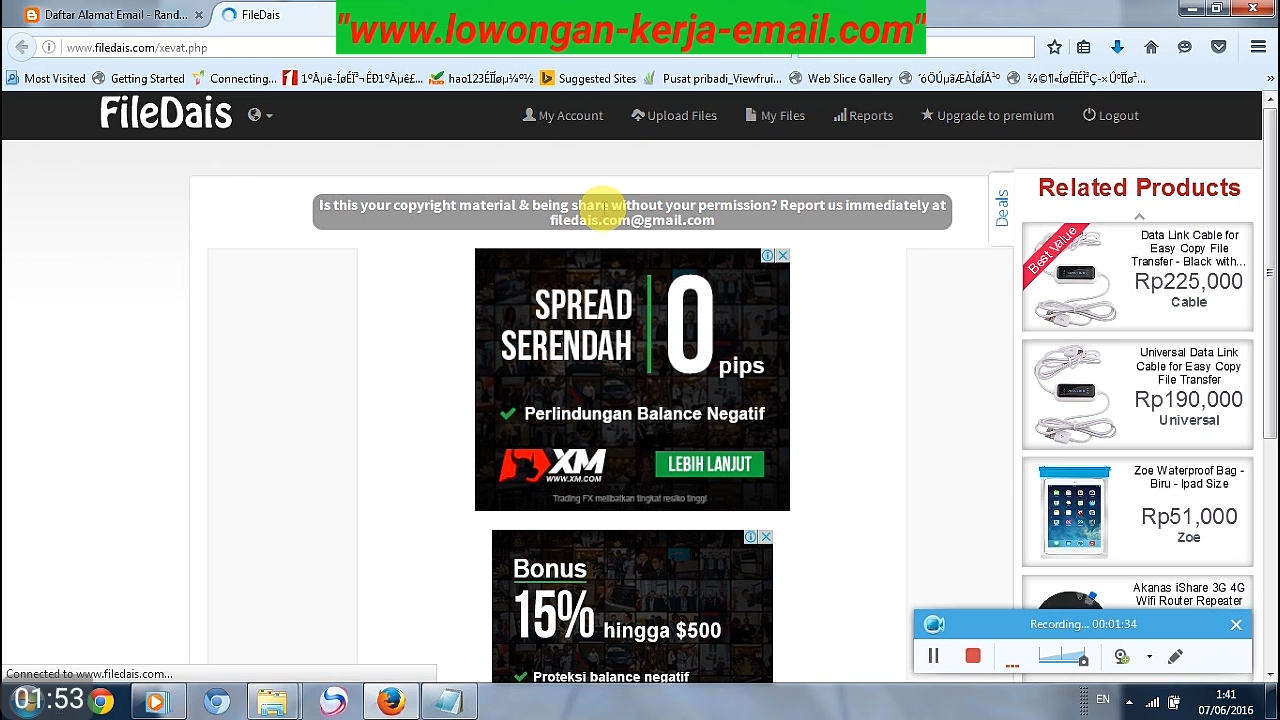 "www.lowongan-kerja-email.com"
Daftar Alamat Email - Rand...
FileDais
www.filedais.com/xevat.php
Most Visited
Getting Started
Connecting...
hao123
Suggested Sites
Pusat pribadi_Viewfrui...
Web Slice Gallery
FileDais
My Account
Upload Files
My Files
Reports
Upgrade to premium
Logout
Is this your copyright material & being share without your permission? Report us immediately at
filedais.com@gmail.com
SPREAD
SERENDAH
0
pips
Perlindungan Balance Negatif
XM
WWW.XM.COM
LEBIH LANJUT
Trading FX melibatkan tingkat resiko tinggi
Bonus
15% hingga $500
Proteksi balance negatif
Deals
Related Products
Best Value
Data Link Cable for
Easy Copy File
Transfer - Black with...
Rp225,000
Cable
Universal Data Link
Cable for Easy Copy
File Transfer
Rp190,000
Universal
Zoe Waterproof Bag -
Biru - Ipad Size
Rp51,000
Zoe
Akanas iShare 3G 4G
Wifi Router Repeater
Recording... 00:01:34
Connected to www.filedais.com...
01:53
EN
1:41
07/06/2016